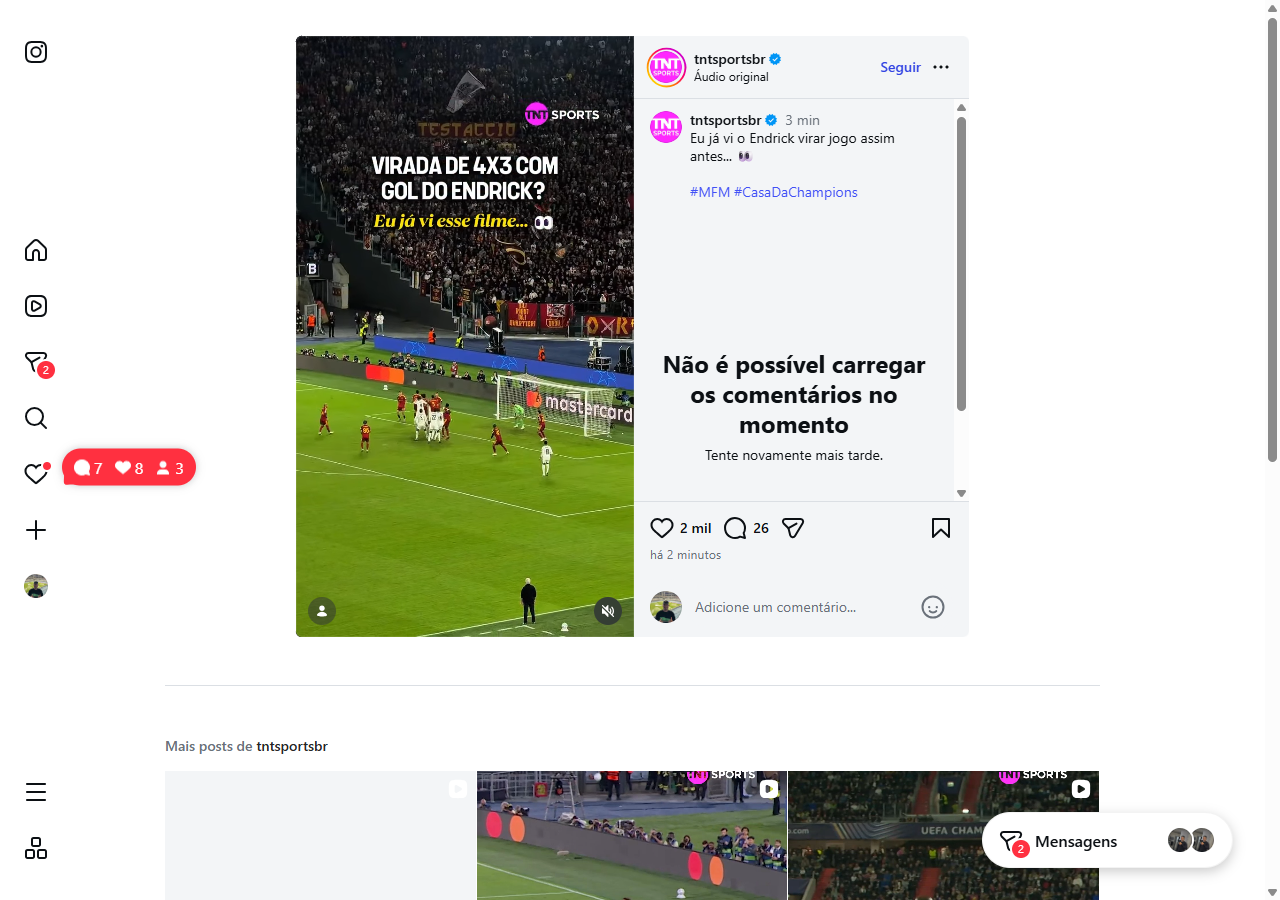 tntsportsbr
Áudio original
Seguir
TNT SPORTS
TESTACCIO
VIRADA DE 4X3 COM
GOL DO ENDRICK?
Eu já vi esse filme... 👀
B
mastercard
tntsportsbr 3 min
Eu já vi o Endrick virar jogo assim
antes... 👀
#MFM #CasaDaChampions
Não é possível carregar
os comentários no
momento
Tente novamente mais tarde.
2 mil 26
há 2 minutos
Adicione um comentário...
2
7 8 3
Mais posts de tntsportsbr
TNT SPORTS
TNT SPORTS
.com
UEFA CHAM
2 Mensagens